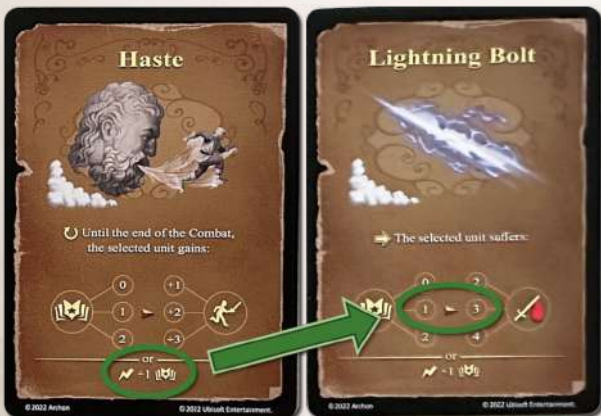 Haste
Until the end of the Combat,
the selected unit gains:
0 +1
1 +2
2 +3
or
+1
©2022 Archon ©2022 Ubisoft Entertainment.
Lightning Bolt
The selected unit suffers:
0 2
1 3
2 4
or
+1
©2022 Archon ©2022 Ubisoft Entertainment.